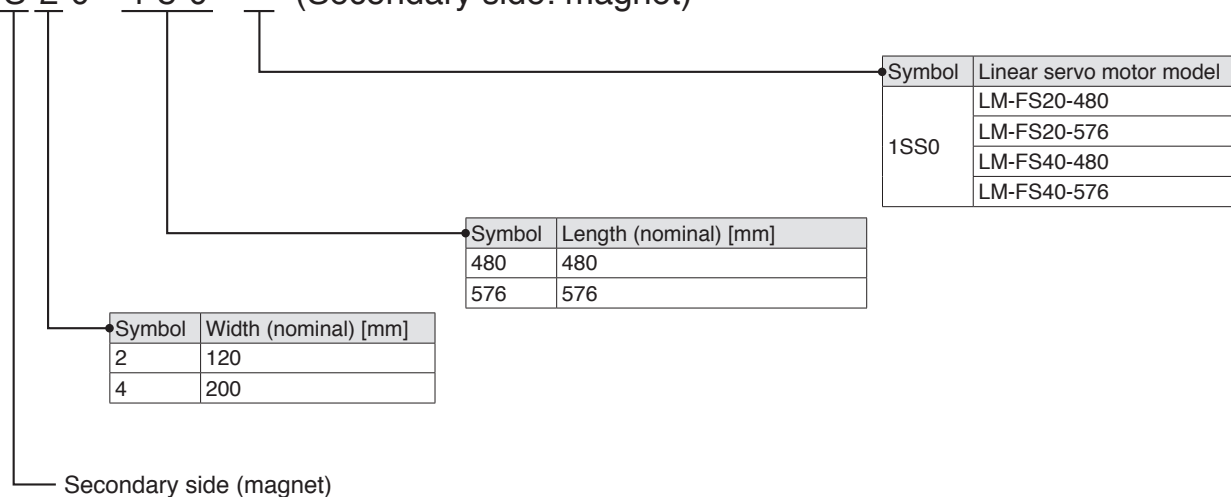 (Secondary side: magnet)
Symbol Linear servo motor model
1SS0
LM-FS20-480
LM-FS20-576
LM-FS40-480
LM-FS40-576
Symbol Length (nominal) [mm]
480 480
576 576
Symbol Width (nominal) [mm]
2 120
4 200
Secondary side (magnet)